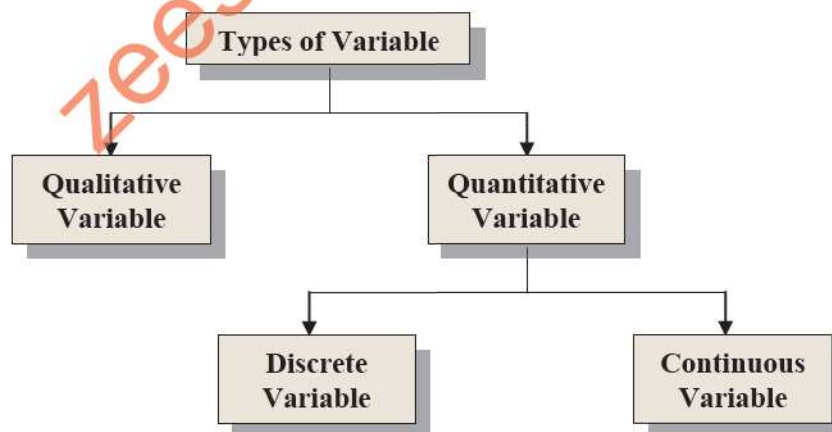 Types of Variable
Qualitative
Variable
Quantitative
Variable
Discrete
Variable
Continuous
Variable